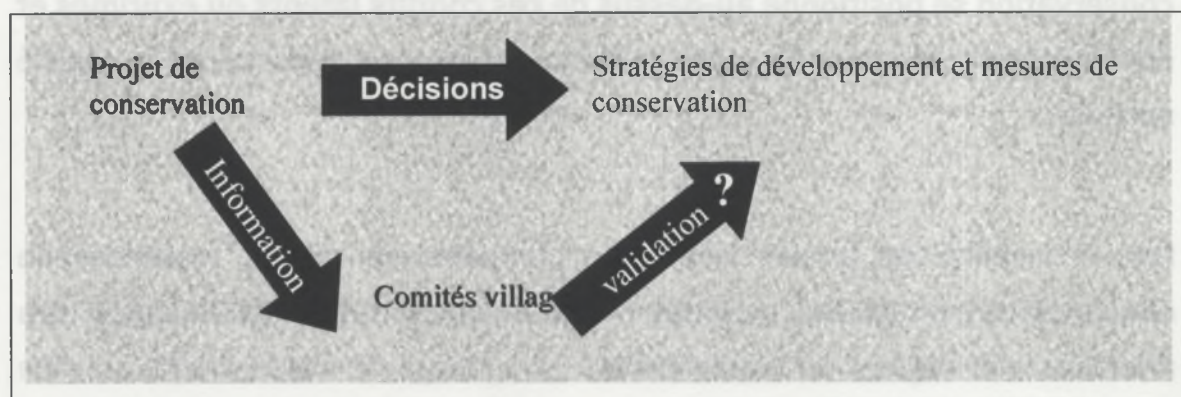 Projet de
conservation
Décisions
Stratégies de développement et mesures de
conservation
Information
validation ?
Comités villag